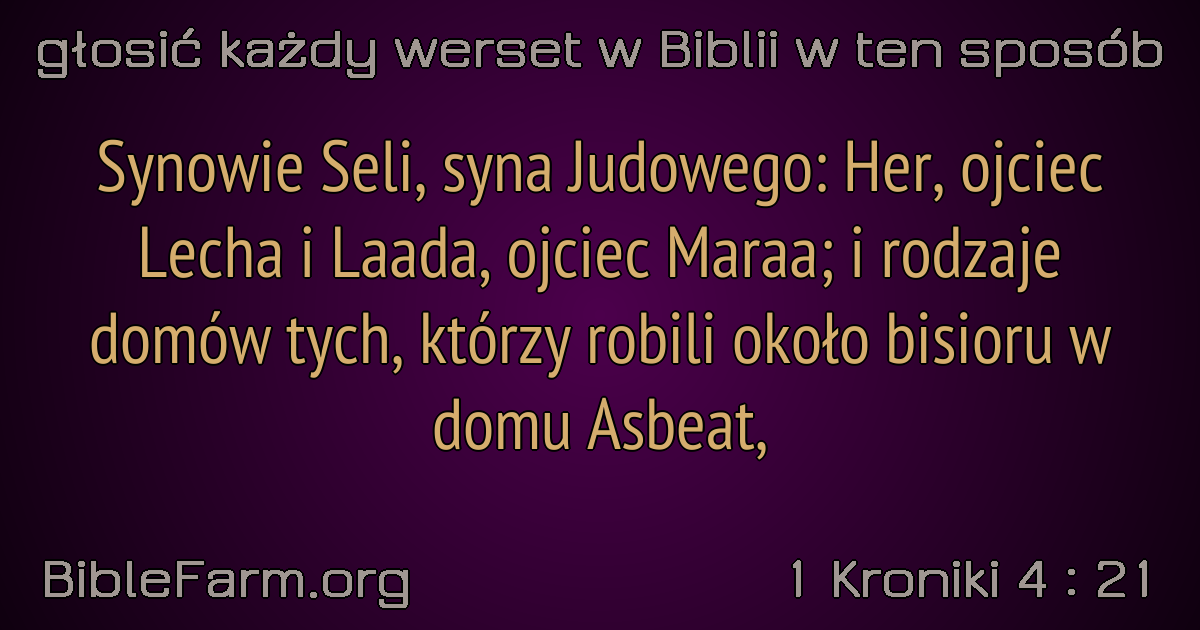 głosić każdy werset w Biblii w ten sposób
Synowie Seli, syna Judowego: Her, ojciec
Lecha i Laada, ojciec Maraa; i rodzaje
domów tych, którzy robili około bisioru w
domu Asbeat,
BibleFarm.org
1 Kroniki 4 : 21